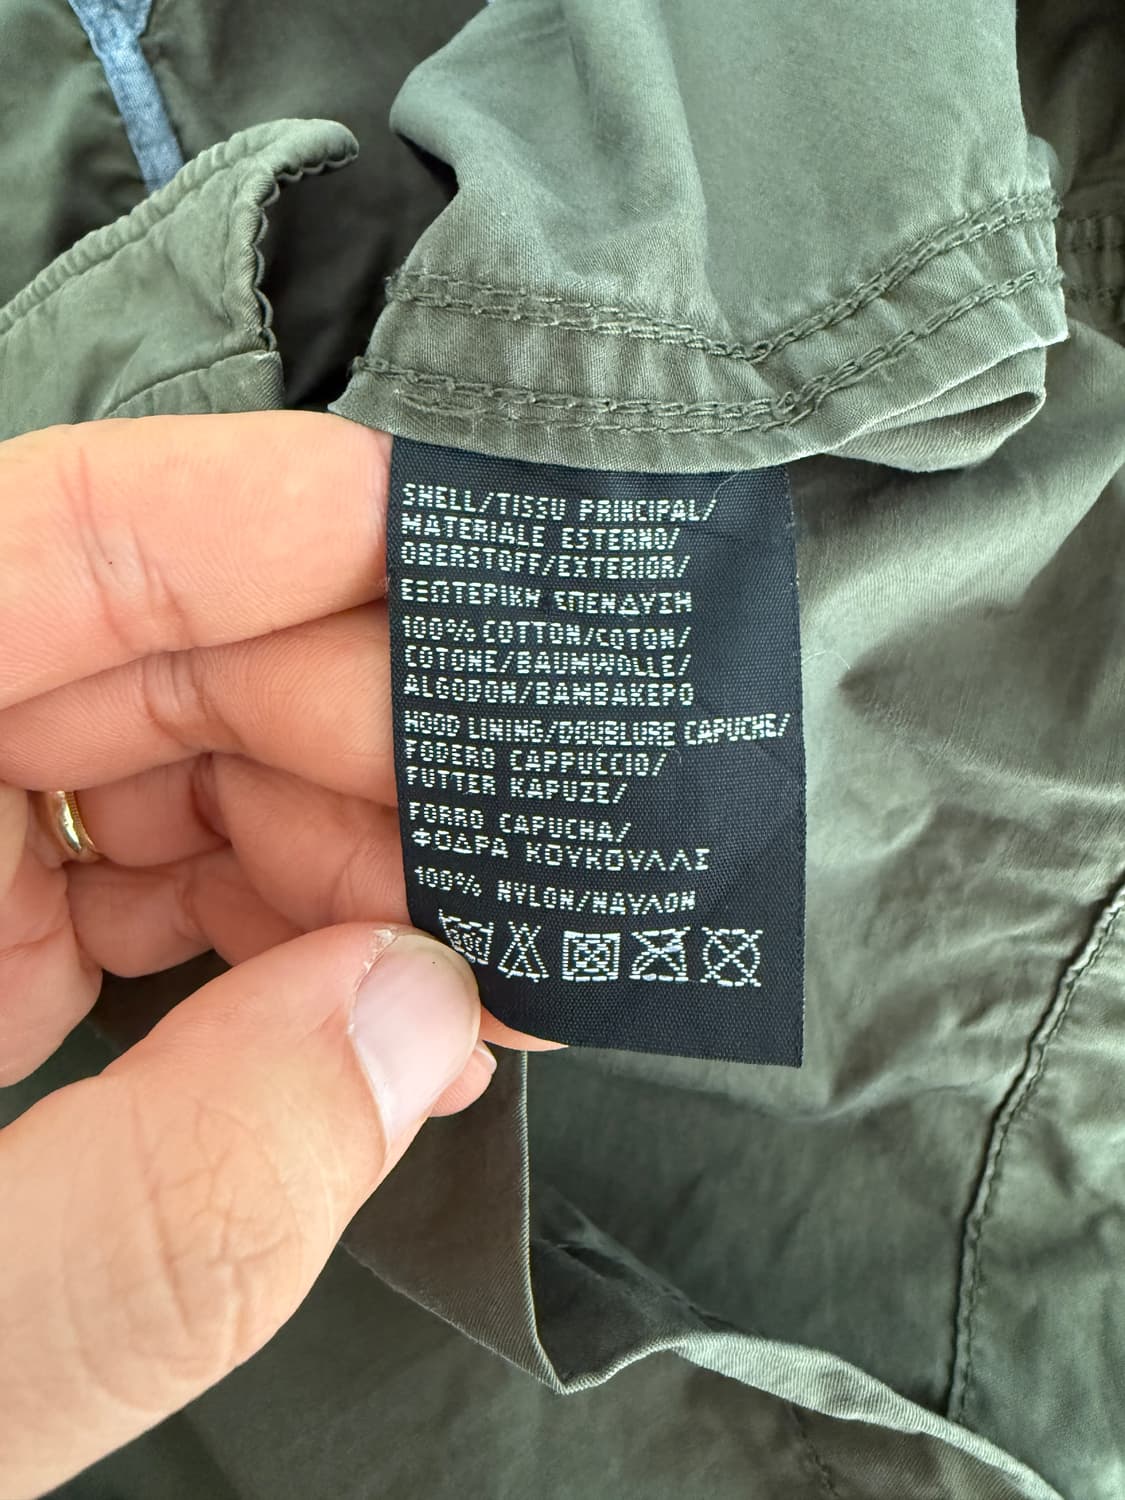 SHELL/TISSU PRINCIPAL/
MATERIALE ESTERNO/
OBERSTOFF/EXTERIOR/
ΕΞΩΤΕΡΙΚΗ ΕΠΕΝΔΥΣΗ
100% COTTON/COTON/
COTONE/BAUMWOLLE/
ALGODON/ΒΑΜΒΑΚΕΡΟ
HOOD LINING/DOUBLURE CAPUCHE/
FODERO CAPPUCCIO/
FUTTER KAPUZE/
FORRO CAPUCHA/
ΦΟΔΡΑ ΚΟΥΚΟΥΛΑΣ
100% NYLON/ΝΑΥΛΟΝ